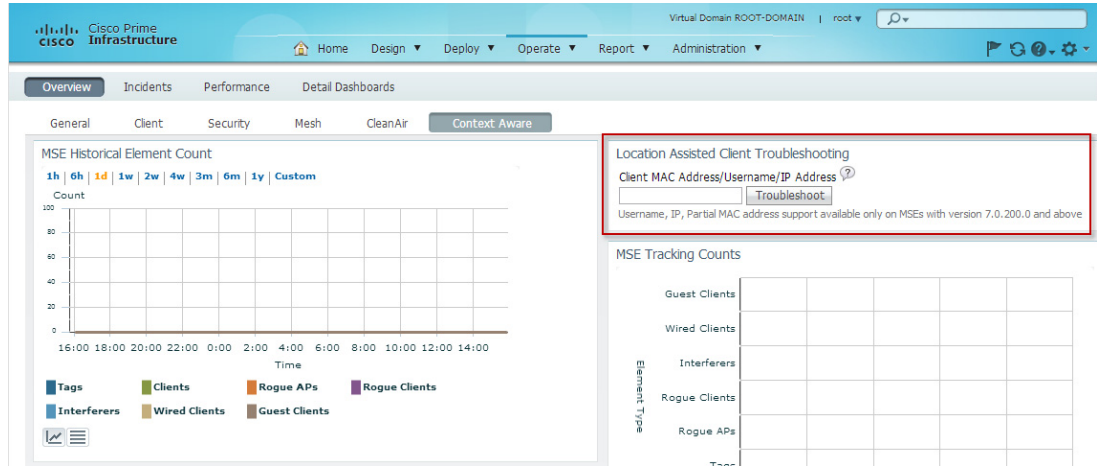 Virtual Domain ROOT-DOMAIN | root ▼
Cisco Prime
CISCO Infrastructure
Home Design ▼ Deploy ▼ Operate ▼ Report ▼ Administration ▼
Overview Incidents Performance Detail Dashboards
General Client Security Mesh CleanAir Context Aware
MSE Historical Element Count
1h | 6h | 1d | 1w | 2w | 4w | 3m | 6m | 1y | Custom
Count
100
80
60
40
20
0
16:00 18:00 20:00 22:00 0:00 2:00 4:00 6:00 8:00 10:00 12:00 14:00
Time
Tags Clients Rogue APs Rogue Clients
Interferers Wired Clients Guest Clients
Location Assisted Client Troubleshooting
Client MAC Address/Username/IP Address ?
Troubleshoot
Username, IP, Partial MAC address support available only on MSEs with version 7.0.200.0 and above
MSE Tracking Counts
Element Type
Guest Clients
Wired Clients
Interferers
Rogue Clients
Rogue APs
Tags